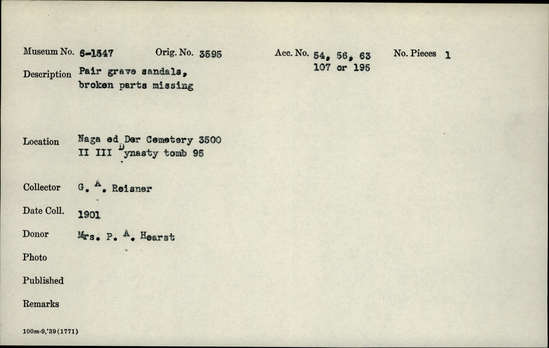 Museum No. 6-1547 Orig. No. 3595 Acc. No. 54, 56, 63 No. Pieces 1
107 or 195
Description Pair grave sandals,
broken parts missing
Location Naga ed Der Cemetery 3500
II III Dynasty tomb 95
Collector G. A. Reisner
Date Coll. 1901
Donor Mrs. P. A. Hearst
Photo
Published
Remarks
100m-9,'39(1771)